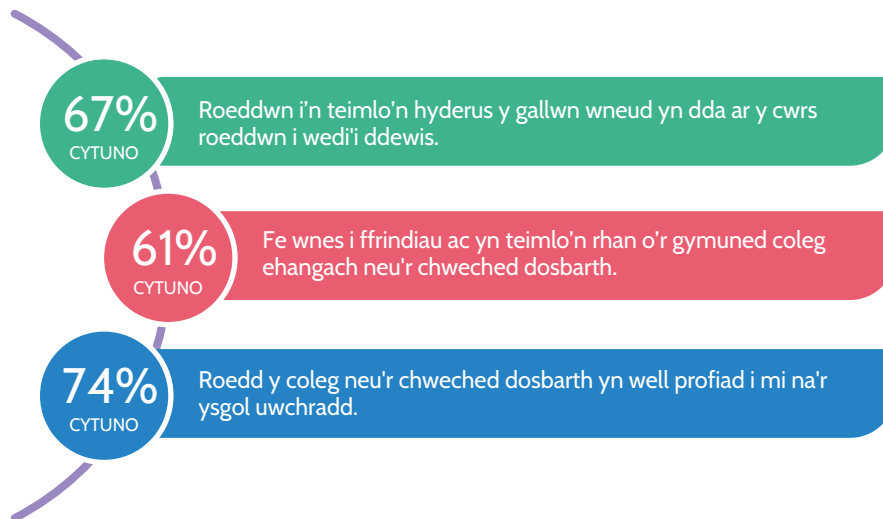 67%
CYTUNO
Roeddwn i'n teimlo'n hyderus y gallwn wneud yn dda ar y cwrs
roeddwn i wedi'i ddewis.
61%
CYTUNO
Fe wnes i ffrindiau ac yn teimlo'n rhan o'r gymuned coleg
ehangach neu'r chweched dosbarth.
74%
CYTUNO
Roedd y coleg neu'r chweched dosbarth yn well profiad i mi na'r
ysgol uwchradd.